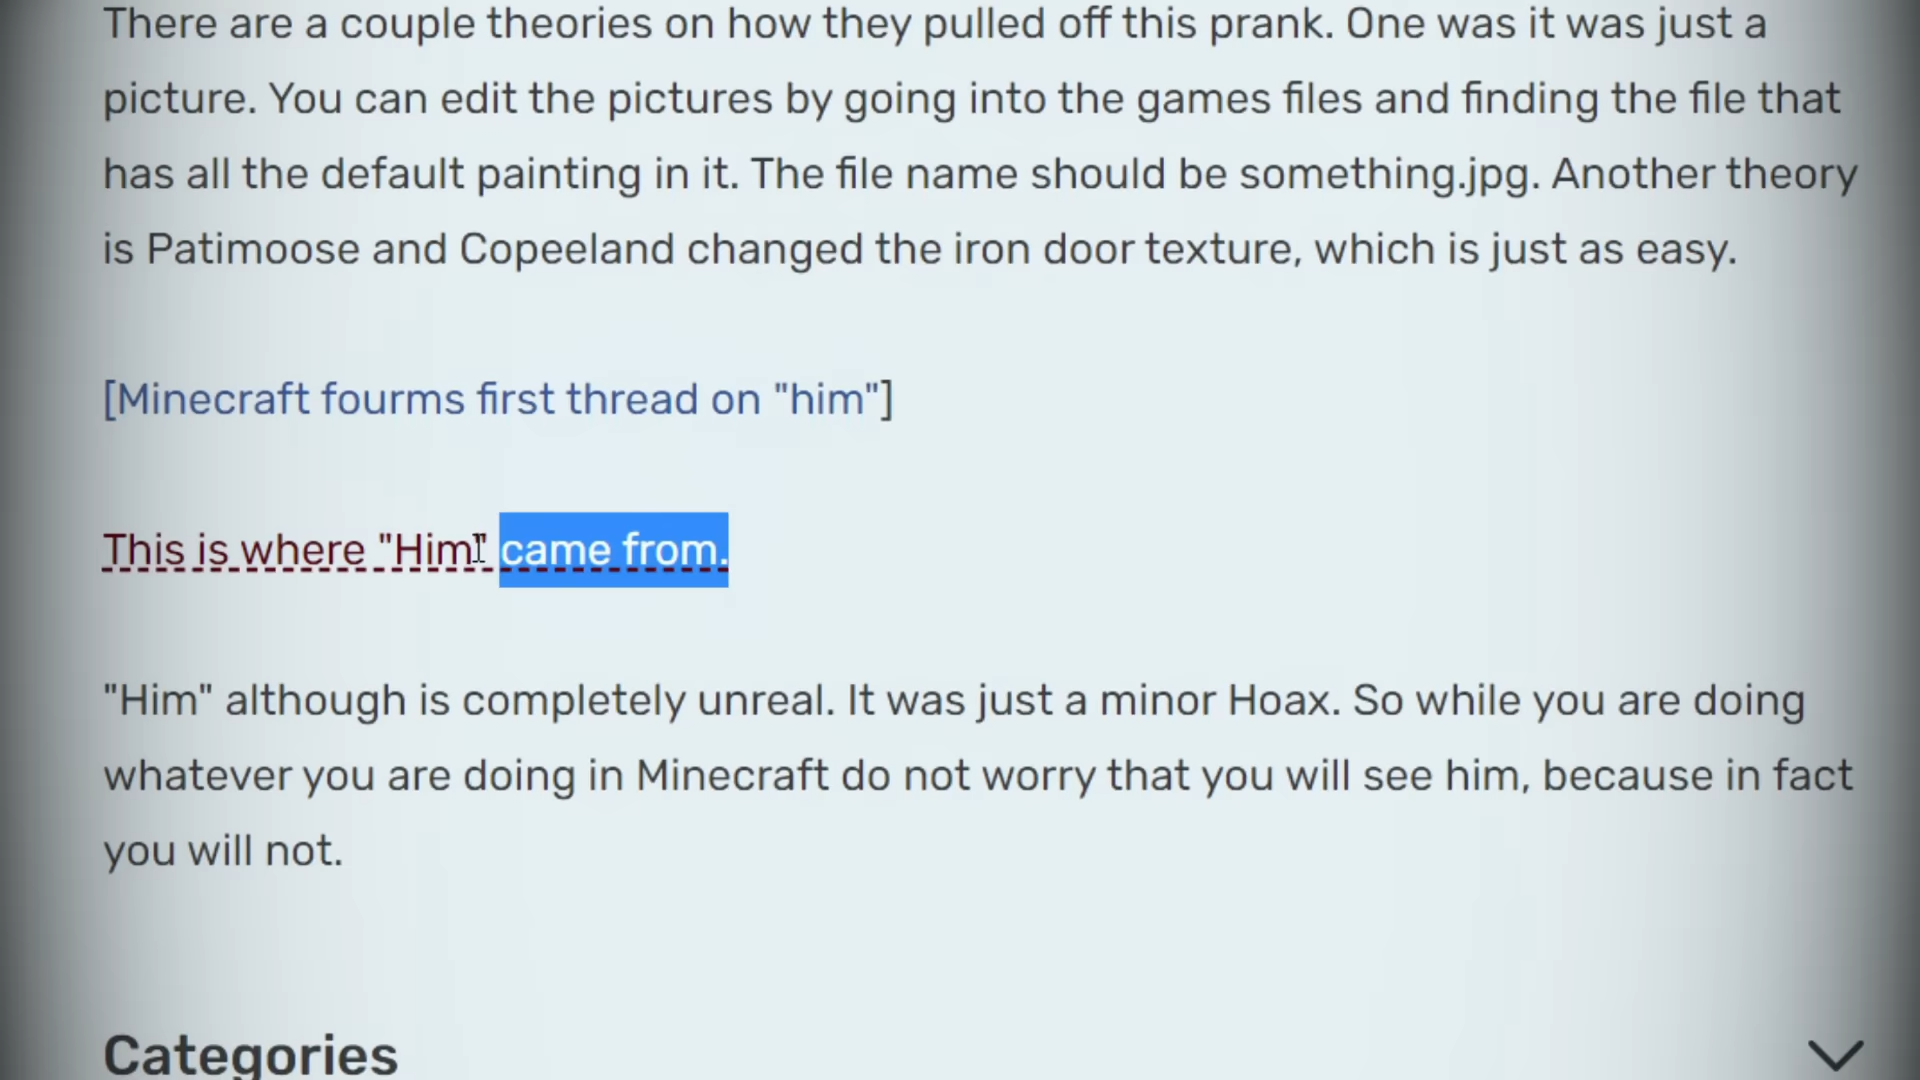 There are a couple theories on how they pulled off this prank. One was it was just a
picture. You can edit the pictures by going into the games files and finding the file that
has all the default painting in it. The file name should be something.jpg. Another theory
is Patimoose and Copeeland changed the iron door texture, which is just as easy.
[Minecraft fourms first thread on "him"]
This is where "Him" came from.
"Him" although is completely unreal. It was just a minor Hoax. So while you are doing
whatever you are doing in Minecraft do not worry that you will see him, because in fact
you will not.
Categories